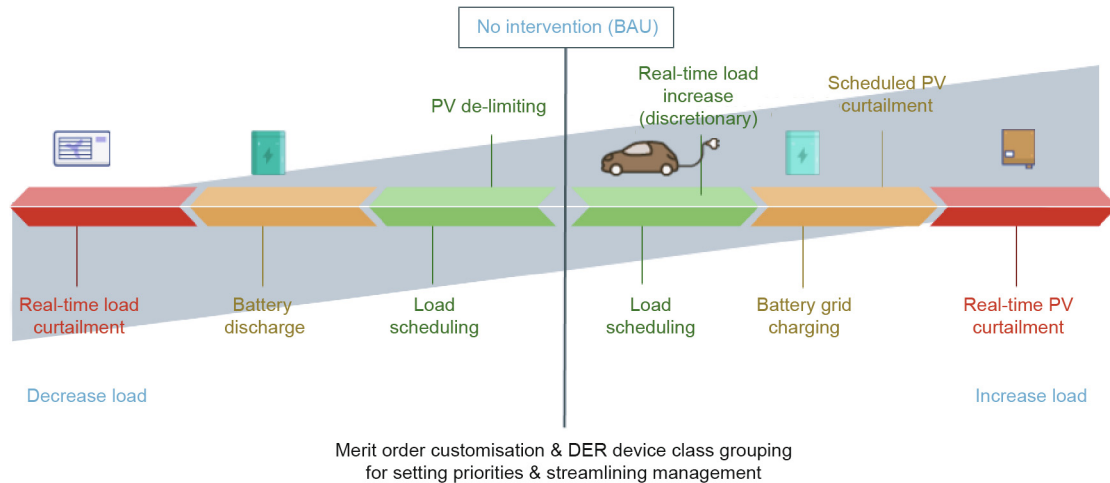 No intervention (BAU)
PV de-limiting
Real-time load
increase
(discretionary)
Scheduled PV
curtailment
Real-time load
curtailment
Battery
discharge
Load
scheduling
Load
scheduling
Battery grid
charging
Real-time PV
curtailment
Decrease load
Increase load
Merit order customisation & DER device class grouping
for setting priorities & streamlining management